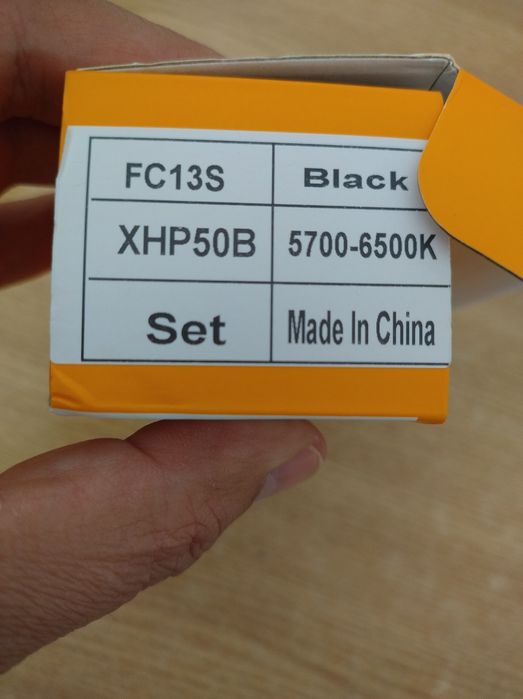 FC13S Black
XHP50B 5700-6500K
Set Made In China